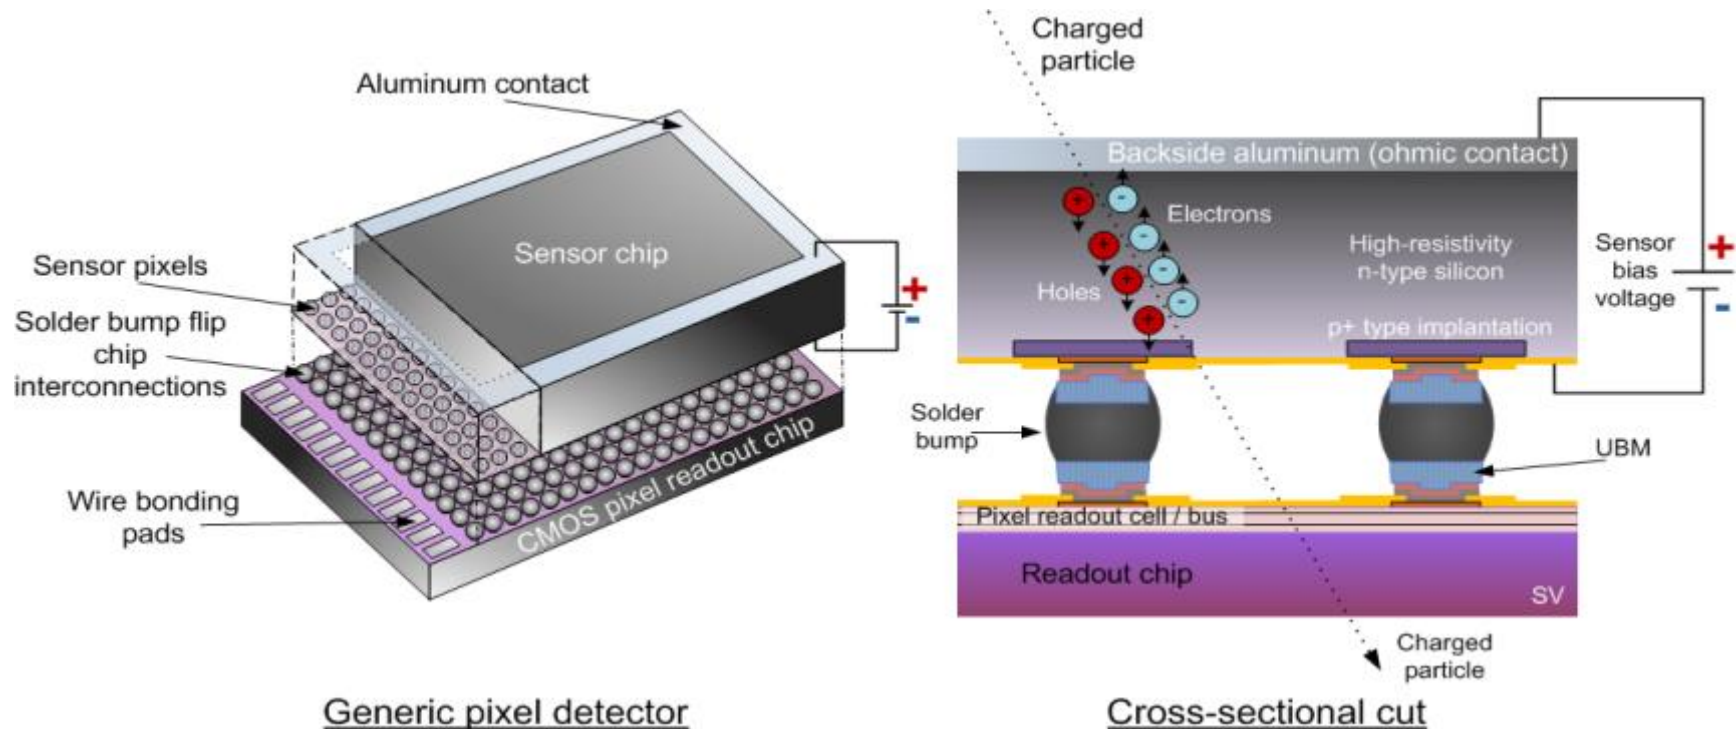 Aluminum contact
Sensor chip
Sensor pixels
Solder bump flip
chip
interconnections
Wire bonding
pads
CMOS pixel readout chip
+
-
Generic pixel detector
Charged
particle
Backside aluminum (ohmic contact)
+
-
+
-
+
-
+
-
+
Electrons
Holes
High-resistivity
n-type silicon
p+ type implantation
Sensor
bias
voltage
+
-
Solder
bump
UBM
Pixel readout cell / bus
Readout chip
SV
Charged
particle
Cross-sectional cut